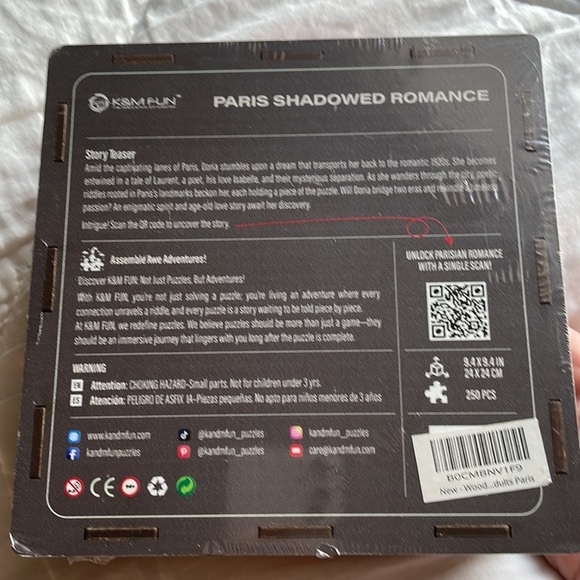 K&M FUN™
PARIS SHADOWED ROMANCE
Story Teaser
Amid the captivating lanes of Paris, Doria stumbles upon a dream that transports her back to the romantic 1920s. She becomes
entwined in a tale of Laurent, a poet, his love Isabella, and their mysterious separation. As she wanders through the city, poetic
riddles rooted in Paris's landmarks beckon her, each holding a piece of the puzzle. Will Doria bridge two eras and rekindle a timeless
passion? An enigmatic spirit and age-old love story await her discovery.
Intrigue! Scan the QR code to uncover the story.
Assemble Awe Adventures!
Discover K&M FUN: Not Just Puzzles, But Adventures!
With K&M FUN, you're not just solving a puzzle; you're living an adventure where every
connection unravels a riddle, and every puzzle is a story waiting to be told piece by piece.
At K&M FUN, we redefine puzzles. We believe puzzles should be more than just a game—they
should be an immersive journey that lingers with you long after the puzzle is complete.
UNLOCK PARISIAN ROMANCE
WITH A SINGLE SCAN!
9.4 X 9.4 IN
24 X 24 CM
250 PCS
WARNING
EN Attention: CHOKING HAZARD-Small parts. Not for children under 3 yrs.
ES Atención: PELIGRO DE ASFIX IA-Piezas pequeñas. No apto para niños menores de 3 años
www.kandmfun.com
@kandmfun_puzzles
kandmfun_puzzles
kandmfunpuzzles
@kandmfun_puzzles
care@kandmfun.com
CE
B0CMBNV1F9
New - Wood...dults Paris